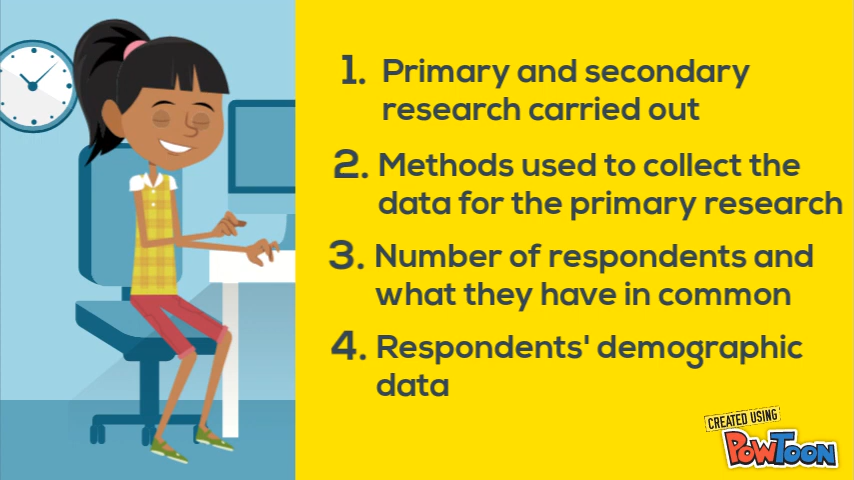 1. Primary and secondary
research carried out
2. Methods used to collect the
data for the primary research
3. Number of respondents and
what they have in common
4. Respondents' demographic
data
CREATED USING
POWTOON